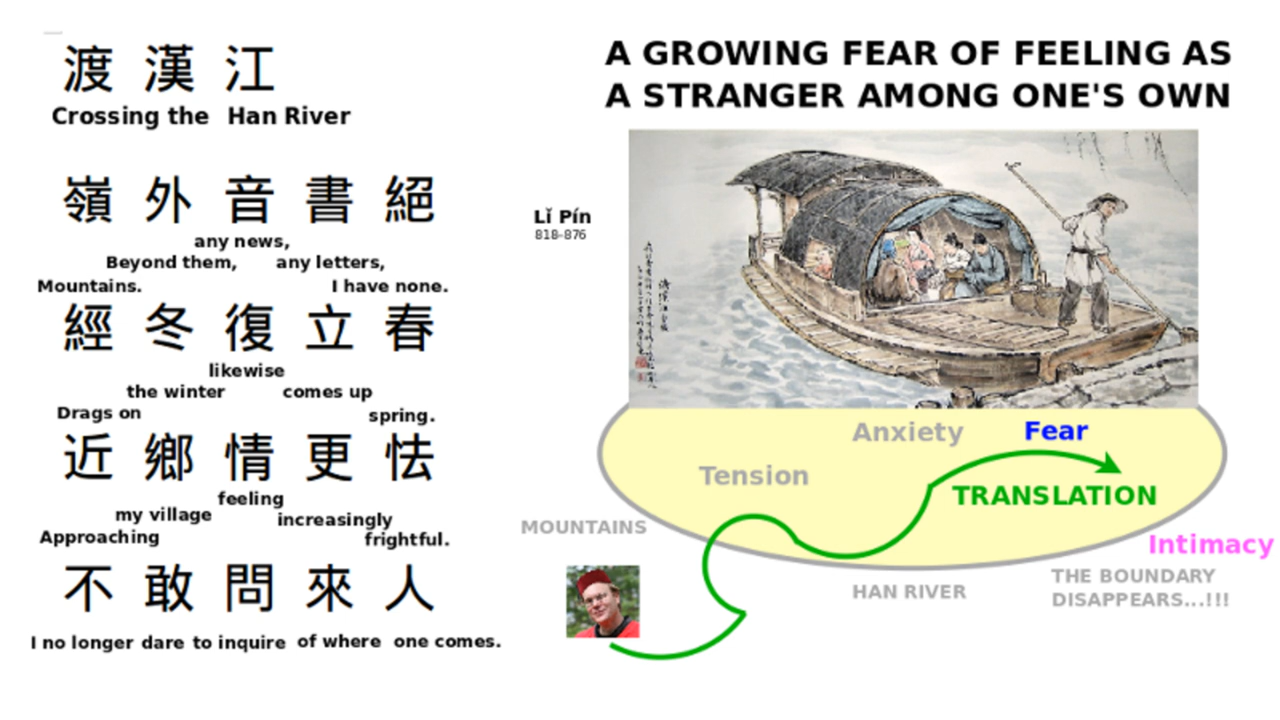 渡漢江
Crossing the Han River
嶺外音書絕
any news,
Beyond them, any letters,
Mountains. I have none.
經冬復立春
likewise
the winter comes up
Drags on spring.
近鄉情更怯
feeling
my village increasingly
Approaching frightful.
不敢問來人
I no longer dare to inquire of where one comes.
A GROWING FEAR OF FEELING AS
A STRANGER AMONG ONE'S OWN
Lǐ Pín
818-876
Anxiety Fear
Tension
TRANSLATION
MOUNTAINS
Intimacy
HAN RIVER
THE BOUNDARY
DISAPPEARS...!!!